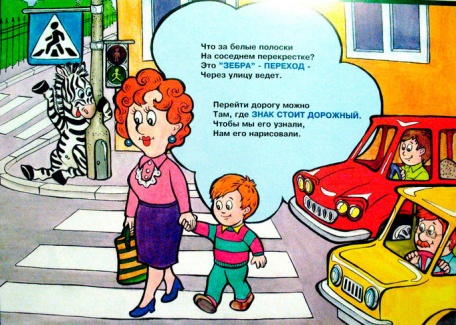 Что за белые полоски
На соседнем перекрестке?
Это "ЗЕБРА" - ПЕРЕХОД -
Через улицу ведет.
Перейти дорогу можно
Там, где ЗНАК СТОИТ ДОРОЖНЫЙ.
Чтобы мы его узнали,
Нам его нарисовали.